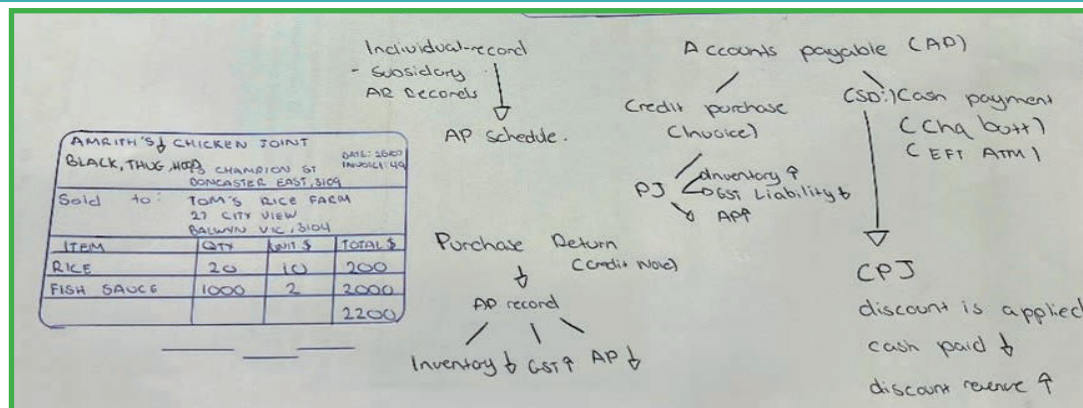 AMRITH'S CHICKEN JOINT
BLACK, THUG, HOOD CHAMPION ST
DONCASTER EAST, 3109
DATE:
INVOICE: 49
Sold to: TOM'S RICE FARM
27 CITY VIEW
BALWYN VIC, 3104
ITEM QTY UNIT $ TOTAL $
RICE 20 10 200
FISH SAUCE 1000 2 2000
2200
Individual record
- Subsidary
AR Records
AP Schedule.
Purchase Return
(Credit Note)
AP record
Inventory ↓ GST ↑ AP ↓
Accounts payable (AP)
Credit purchase
(Invoice)
PJ
Inventory ↑
GST Liability ↓
AP↑
Cash payment
(Chq butt)
(EFT ATM)
CPJ
discount is applied
cash paid ↓
discount revenue ↑